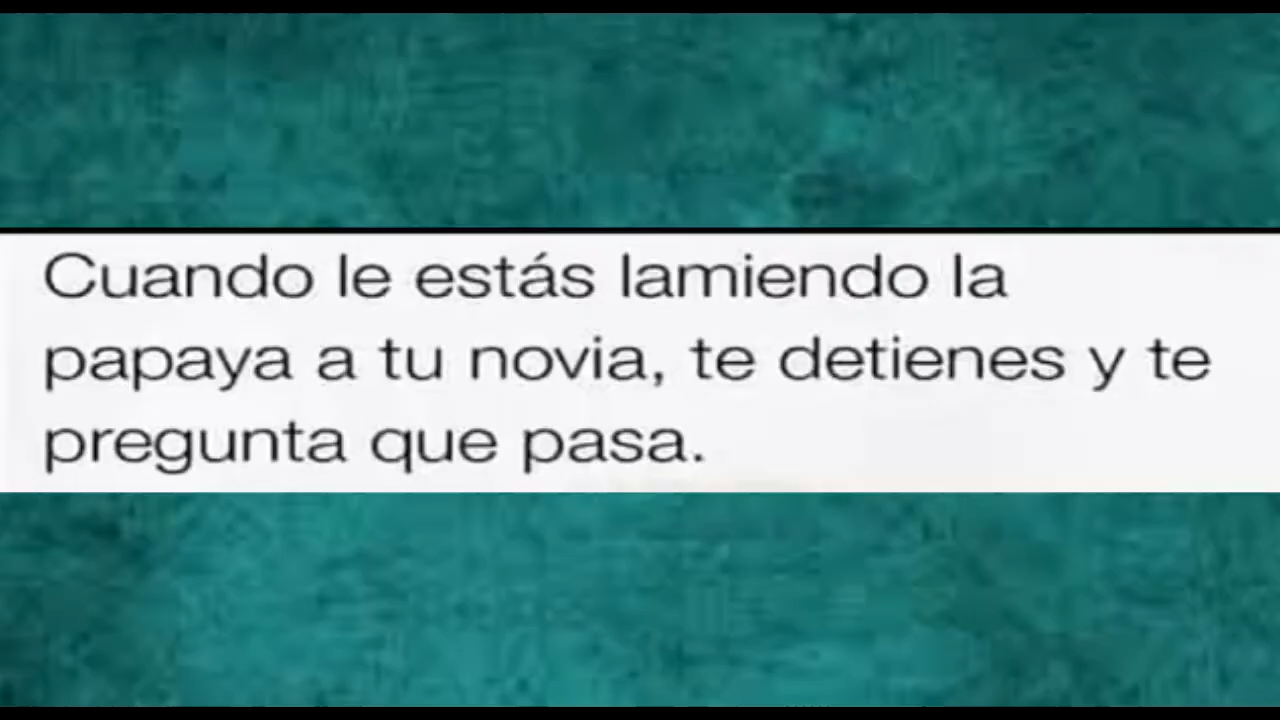 Cuando le estás lamiendo la
papaya a tu novia, te detienes y te
pregunta que pasa.